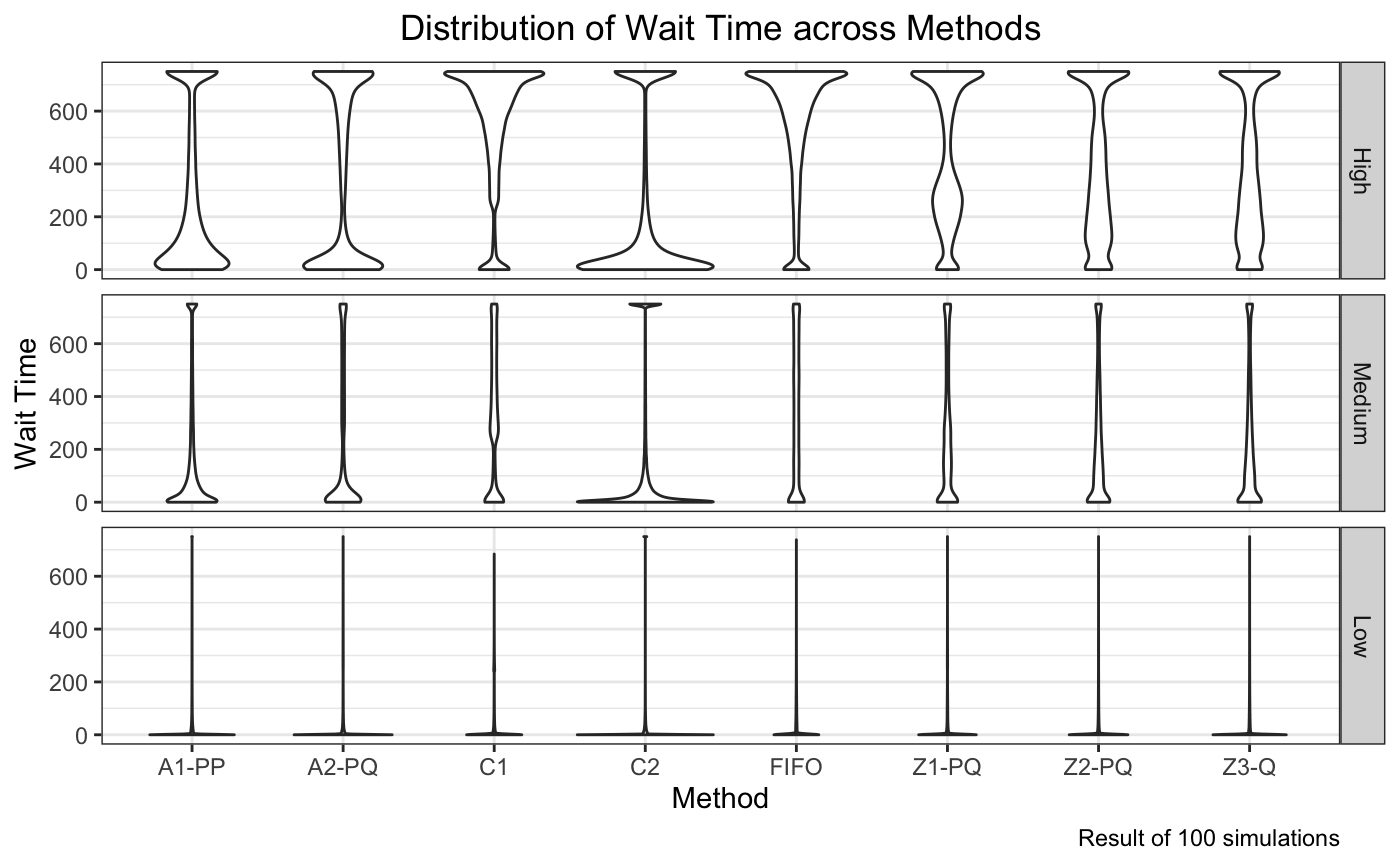 Distribution of Wait Time across Methods
Wait Time
600
400
200
0
High
600
400
200
0
Medium
600
400
200
0
Low
A1-PP A2-PQ C1 C2 FIFO Z1-PQ Z2-PQ Z3-Q
Method
Result of 100 simulations